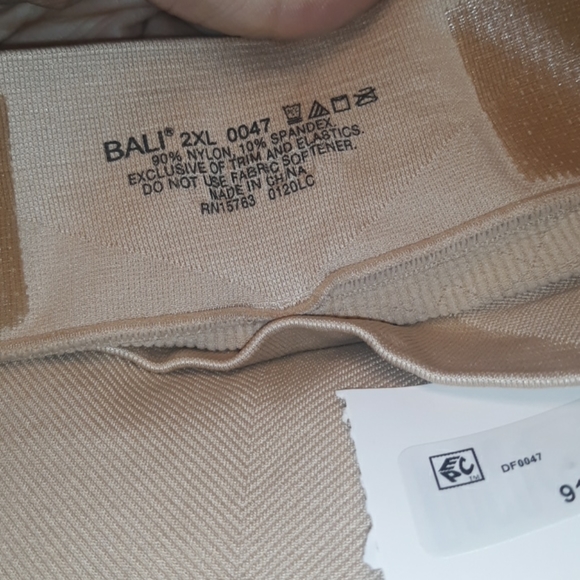 BALI® 2XL 0047
90% NYLON, 10% SPANDEX,
EXCLUSIVE OF TRIM AND ELASTICS.
DO NOT USE FABRIC SOFTENER.
MADE IN CHINA
RN15763 0120LC
EPC™
DF0047